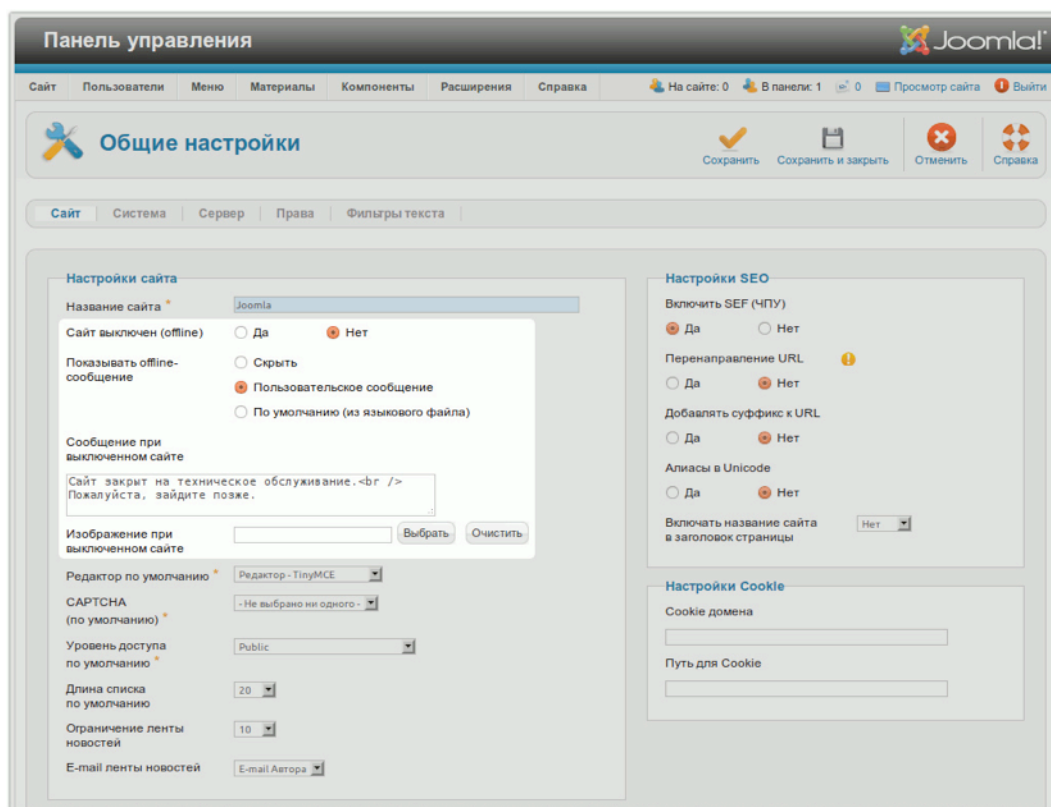 Панель управления
Joomla!
Сайт Пользователи Меню Материалы Компоненты Расширения Справка На сайте: 0 В панели: 1 0 Просмотр сайта Выйти
Общие настройки
Сохранить Сохранить и закрыть Отменить Справка
Сайт Система Сервер Права Фильтры текста
Настройки сайта
Название сайта *
Joomla
Сайт выключен (offline)
Да Нет
Показывать offline-
сообщение
Скрыть
Пользовательское сообщение
По умолчанию (из языкового файла)
Сообщение при
выключенном сайте
Сайт закрыт на техническое обслуживание.<br />
Пожалуйста, зайдите позже.
Изображение при
выключенном сайте
Выбрать Очистить
Редактор по умолчанию *
Редактор - TinyMCE
CAPTCHA
(по умолчанию) *
- Не выбрано ни одного -
Уровень доступа
по умолчанию *
Public
Длина списка
по умолчанию
20
Ограничение ленты
новостей
10
E-mail ленты новостей
E-mail Автора
Настройки SEO
Включить SEF (ЧПУ)
Да Нет
Перенаправление URL
Да Нет
Добавлять суффикс к URL
Да Нет
Алиасы в Unicode
Да Нет
Включать название сайта
в заголовок страницы
Нет
Настройки Cookie
Cookie домена
Путь для Cookie